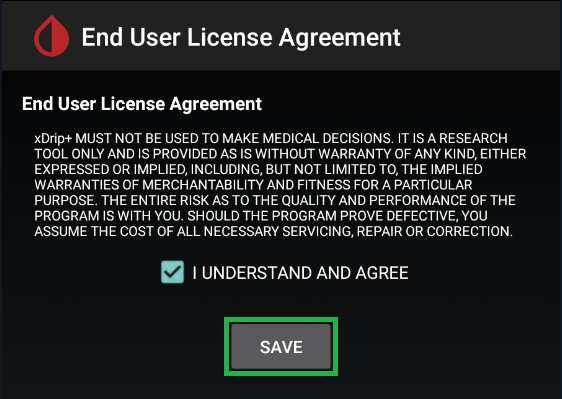 End User License Agreement
End User License Agreement
xDrip+ MUST NOT BE USED TO MAKE MEDICAL DECISIONS. IT IS A RESEARCH
TOOL ONLY AND IS PROVIDED AS IS WITHOUT WARRANTY OF ANY KIND, EITHER
EXPRESSED OR IMPLIED, INCLUDING, BUT NOT LIMITED TO, THE IMPLIED
WARRANTIES OF MERCHANTABILITY AND FITNESS FOR A PARTICULAR
PURPOSE. THE ENTIRE RISK AS TO THE QUALITY AND PERFORMANCE OF THE
PROGRAM IS WITH YOU. SHOULD THE PROGRAM PROVE DEFECTIVE, YOU
ASSUME THE COST OF ALL NECESSARY SERVICING, REPAIR OR CORRECTION.
I UNDERSTAND AND AGREE
SAVE